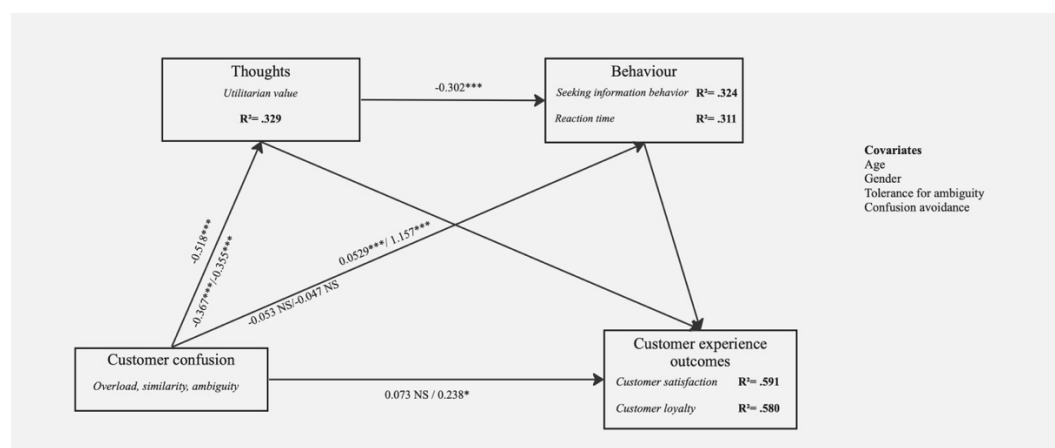 Thoughts
Utilitarian value
R²= .329
-0.302***
Behaviour
Seeking information behavior R²= .324
Reaction time R²= .311
Covariates
Age
Gender
Tolerance for ambiguity
Confusion avoidance
-0.518***
-0.367***/-0.355***
0.0529***/ 1.157***
-0.053 NS/-0.047 NS
Customer confusion
Overload, similarity, ambiguity
0.073 NS / 0.238*
Customer experience
outcomes
Customer satisfaction R²= .591
Customer loyalty R²= .580